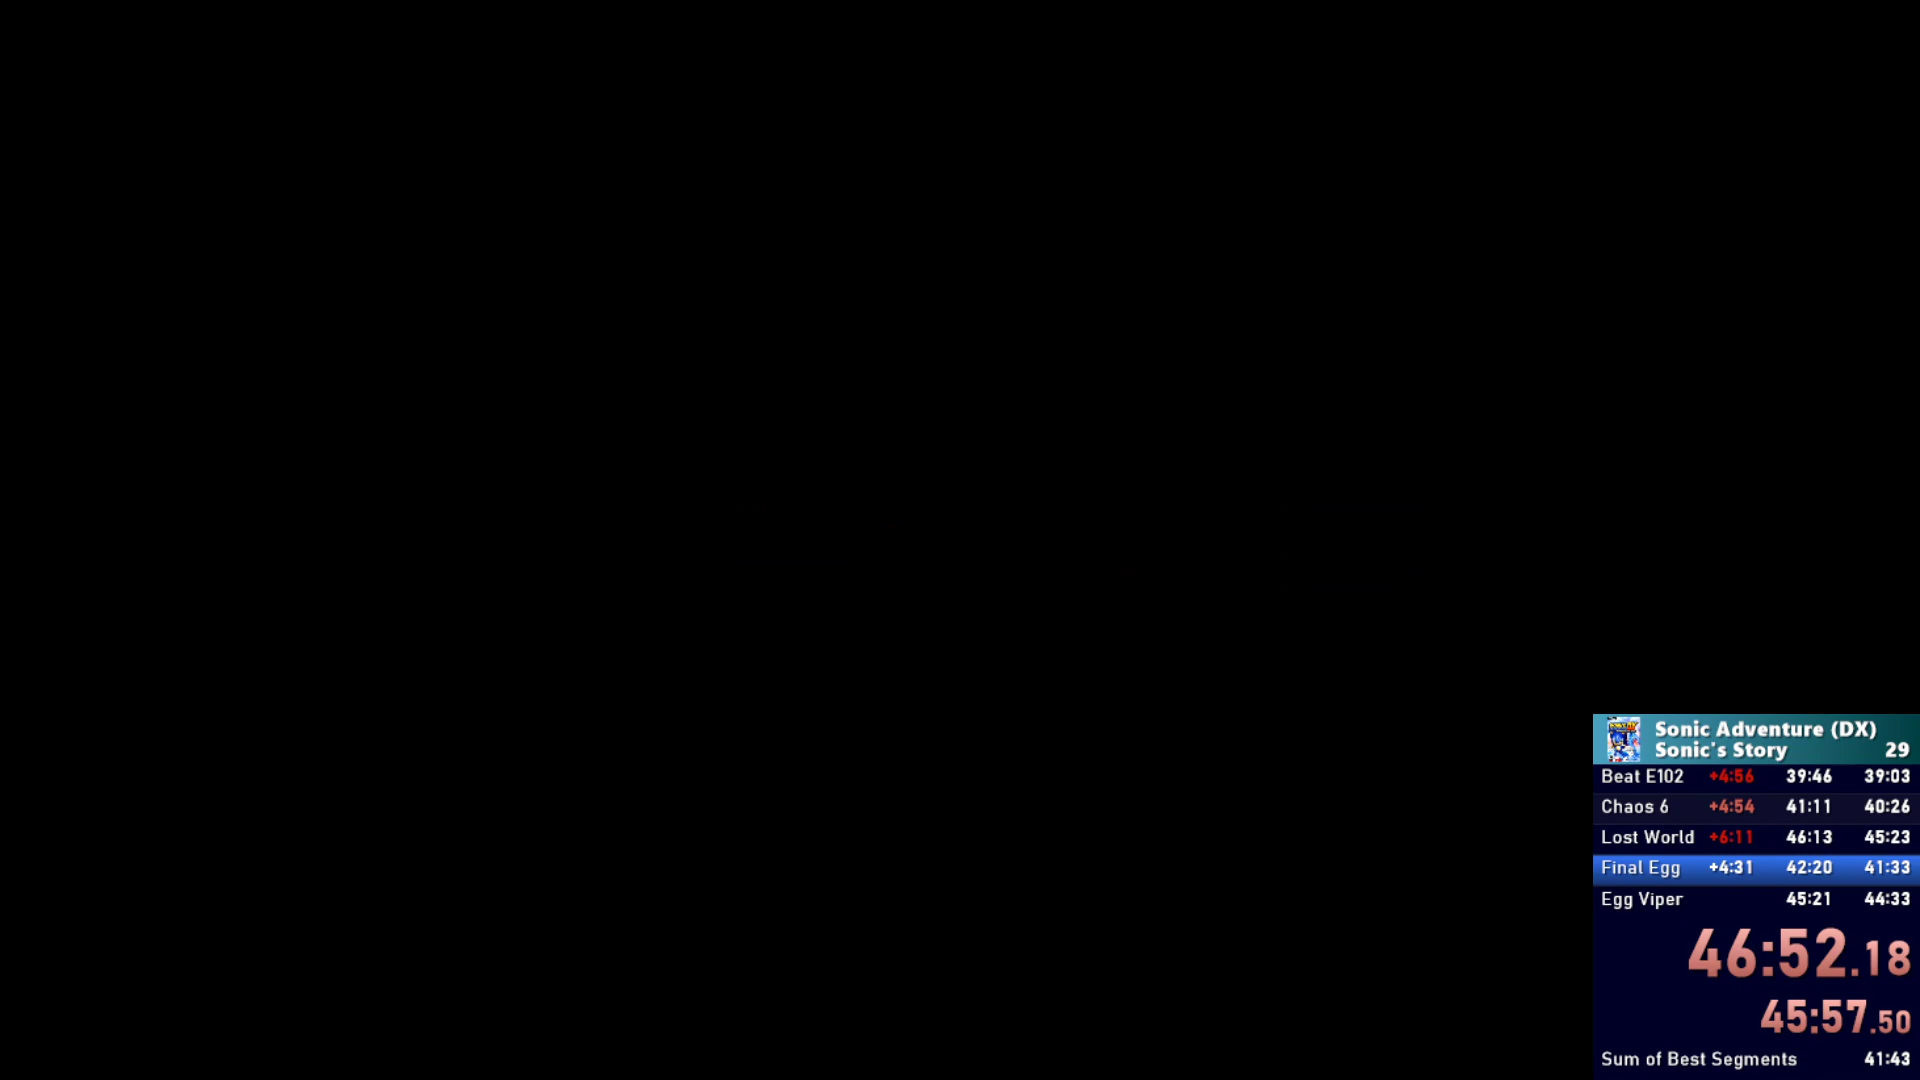 Sonic Adventure (DX)
Sonic's Story 29
Beat E102 +4:56 39:46 39:03
Chaos 6 +4:54 41:11 40:26
Lost World +6:11 46:13 45:23
Final Egg +4:31 42:20 41:33
Egg Viper 45:21 44:33
46:52.18
45:57.50
Sum of Best Segments 41:43